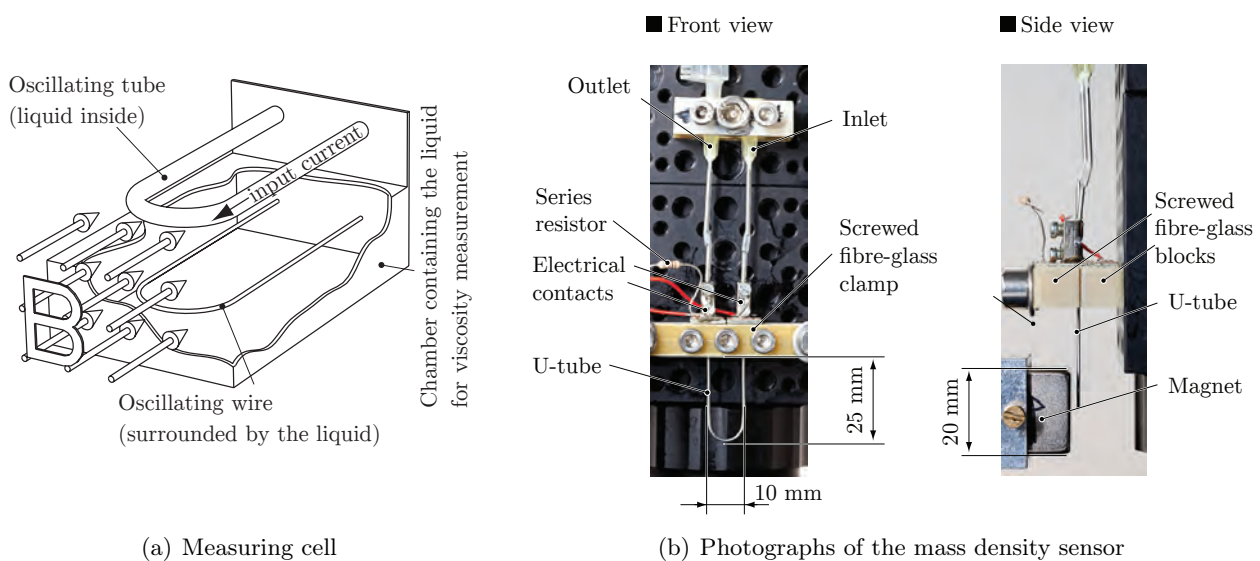 Oscillating tube
(liquid inside)
input current
B
Oscillating wire
(surrounded by the liquid)
Chamber containing the liquid
for viscosity measurement
(a) Measuring cell
■ Front view
Outlet
Inlet
Series
resistor
Electrical
contacts
Screwed
fibre-glass
clamp
U-tube
25 mm
10 mm
■ Side view
Screwed
fibre-glass
blocks
U-tube
Magnet
20 mm
(b) Photographs of the mass density sensor